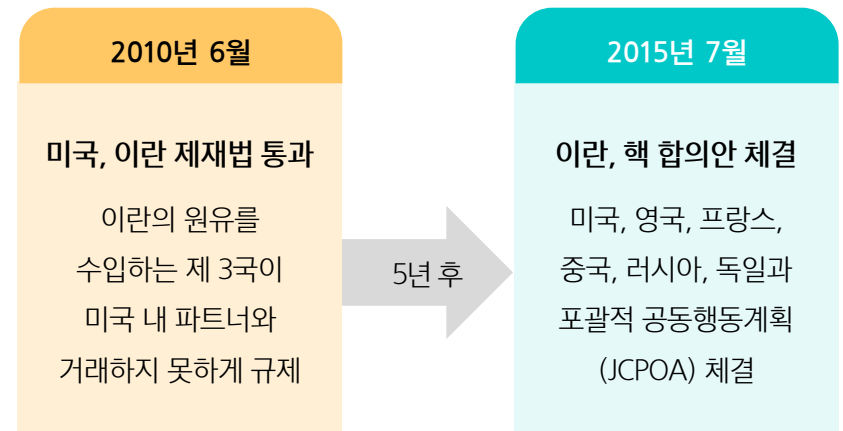 2010년 6월
미국, 이란 제재법 통과
이란의 원유를
수입하는 제 3국이
미국 내 파트너와
거래하지 못하게 규제
5년 후
2015년 7월
이란, 핵 합의안 체결
미국, 영국, 프랑스,
중국, 러시아, 독일과
포괄적 공동행동계획
(JCPOA) 체결